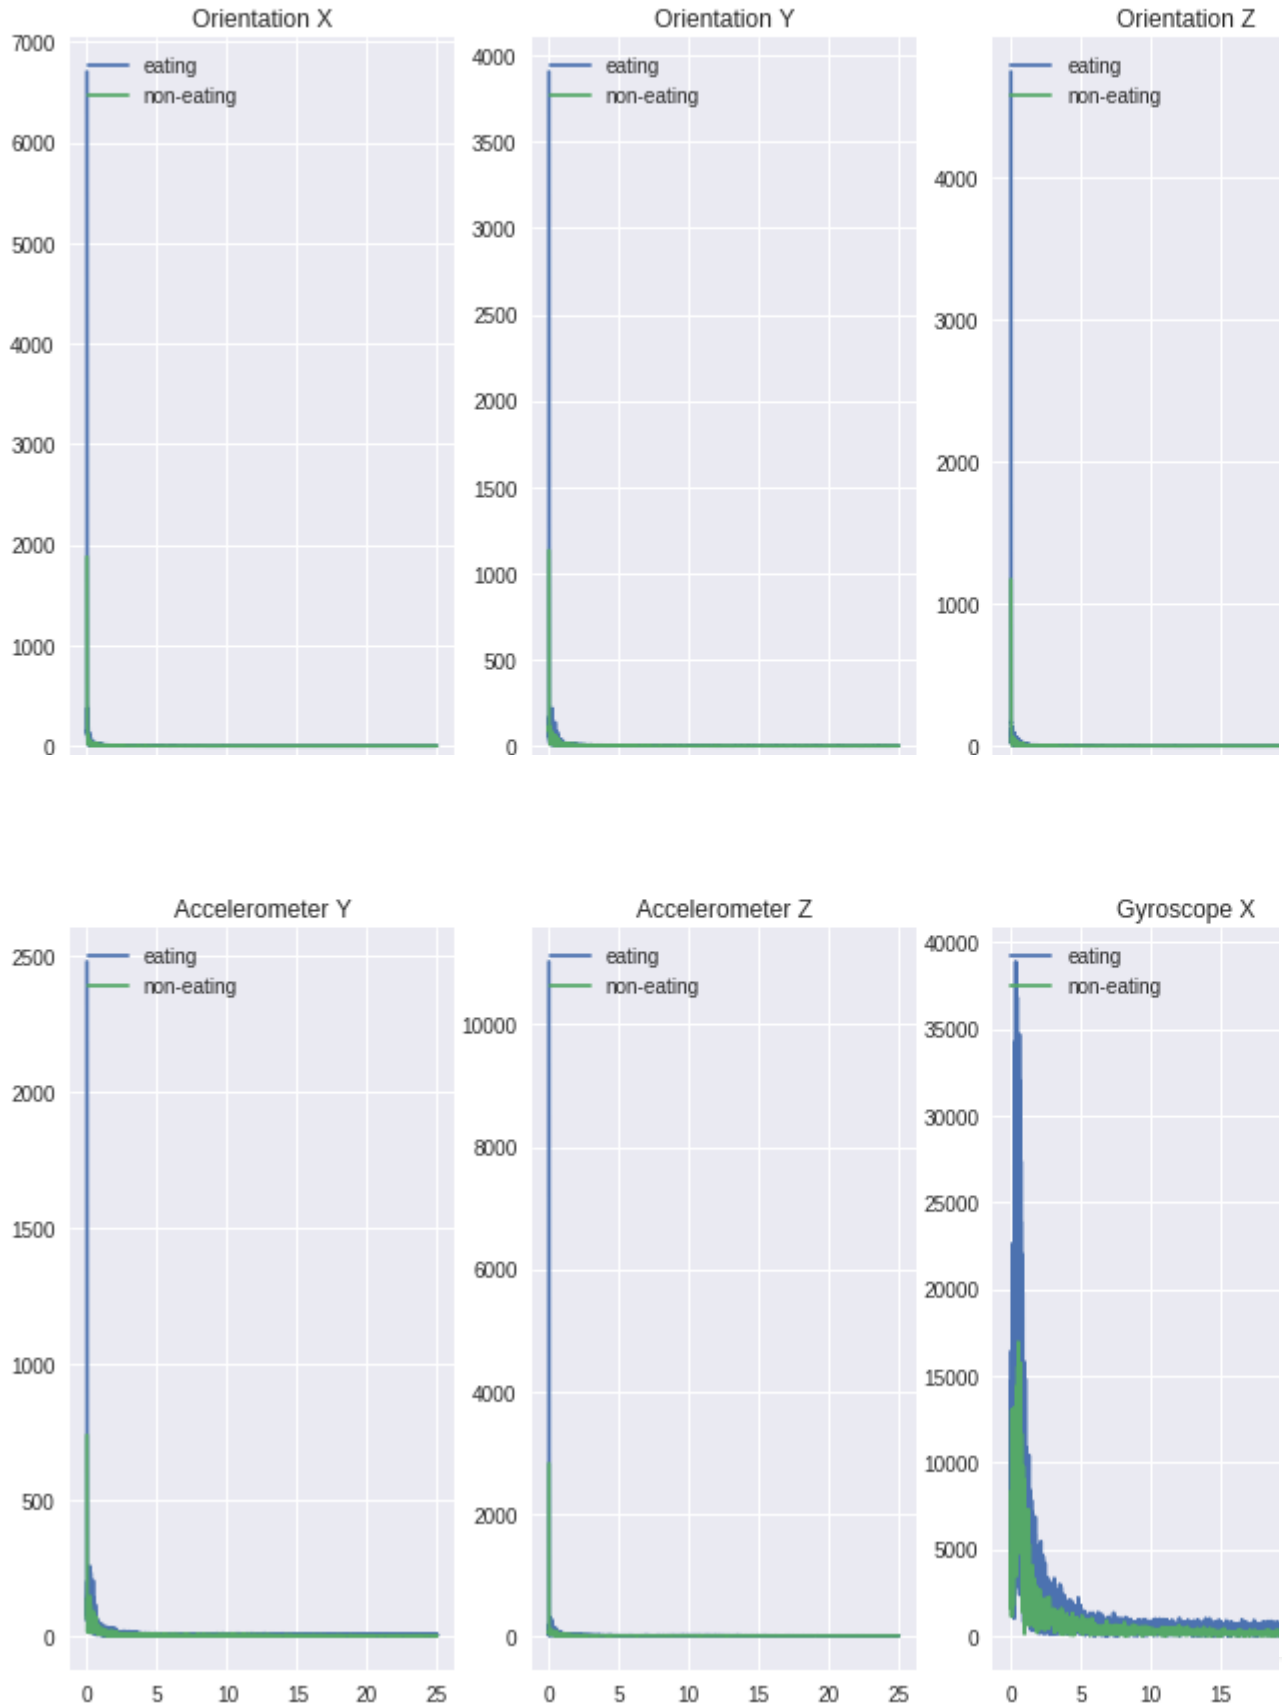 Orientation X
7000
eating
non-eating
6000
5000
4000
3000
2000
1000
0
Orientation Y
4000
eating
non-eating
3500
3000
2500
2000
1500
1000
500
0
Orientation Z
eating
non-eating
4000
3000
2000
1000
0
Accelerometer Y
2500
eating
non-eating
2000
1500
1000
500
0
0 5 10 15 20 25
Accelerometer Z
eating
non-eating
10000
8000
6000
4000
2000
0
0 5 10 15 20 25
Gyroscope X
40000
eating
non-eating
35000
30000
25000
20000
15000
10000
5000
0
0 5 10 15